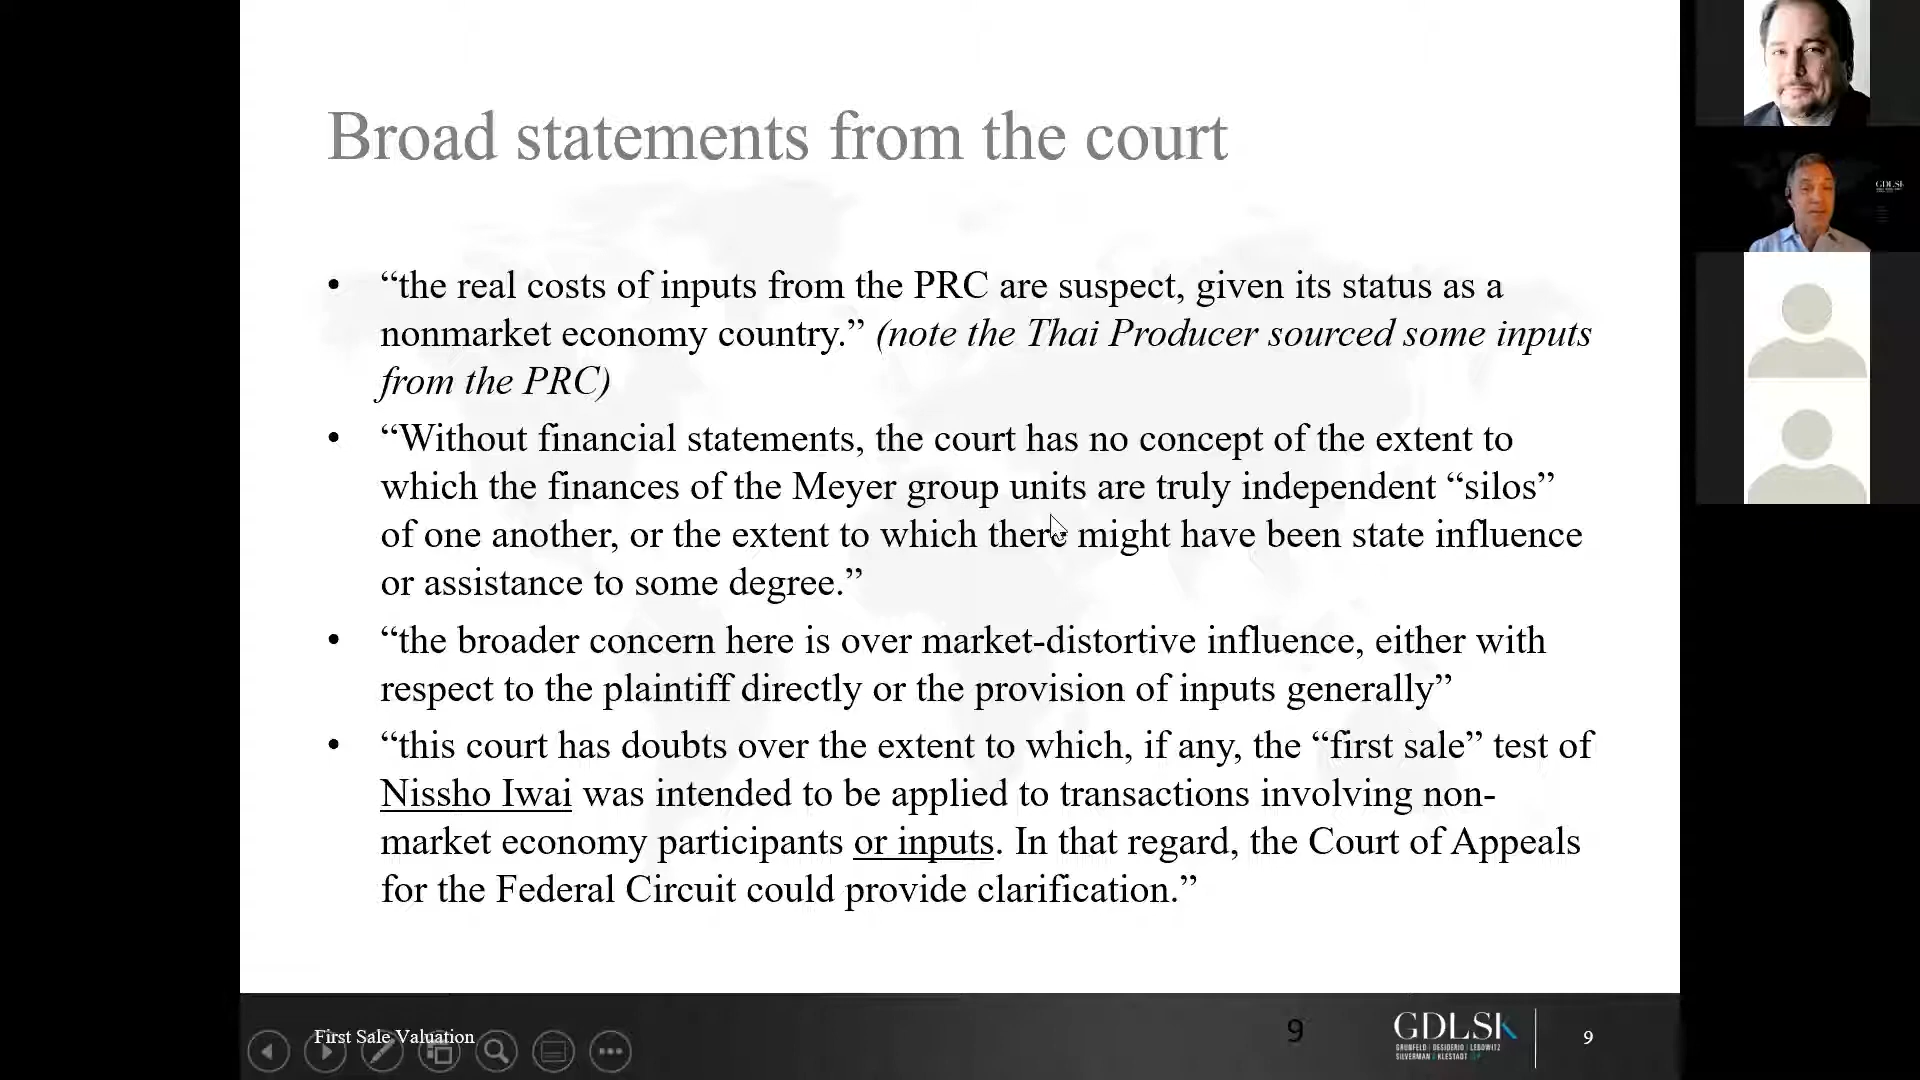 Broad statements from the court
• “the real costs of inputs from the PRC are suspect, given its status as a
nonmarket economy country.” (note the Thai Producer sourced some inputs
from the PRC)
• “Without financial statements, the court has no concept of the extent to
which the finances of the Meyer group units are truly independent “silos”
of one another, or the extent to which there might have been state influence
or assistance to some degree.”
• “the broader concern here is over market-distortive influence, either with
respect to the plaintiff directly or the provision of inputs generally”
• “this court has doubts over the extent to which, if any, the “first sale” test of
Nissho Iwai was intended to be applied to transactions involving non-
market economy participants or inputs. In that regard, the Court of Appeals
for the Federal Circuit could provide clarification.”
First Sale Valuation
9
GDLSK
GRUNFELD | DESIDERIO | LEBOWITZ
SILVERMAN | KLESTADT LLP
9
GDLSK